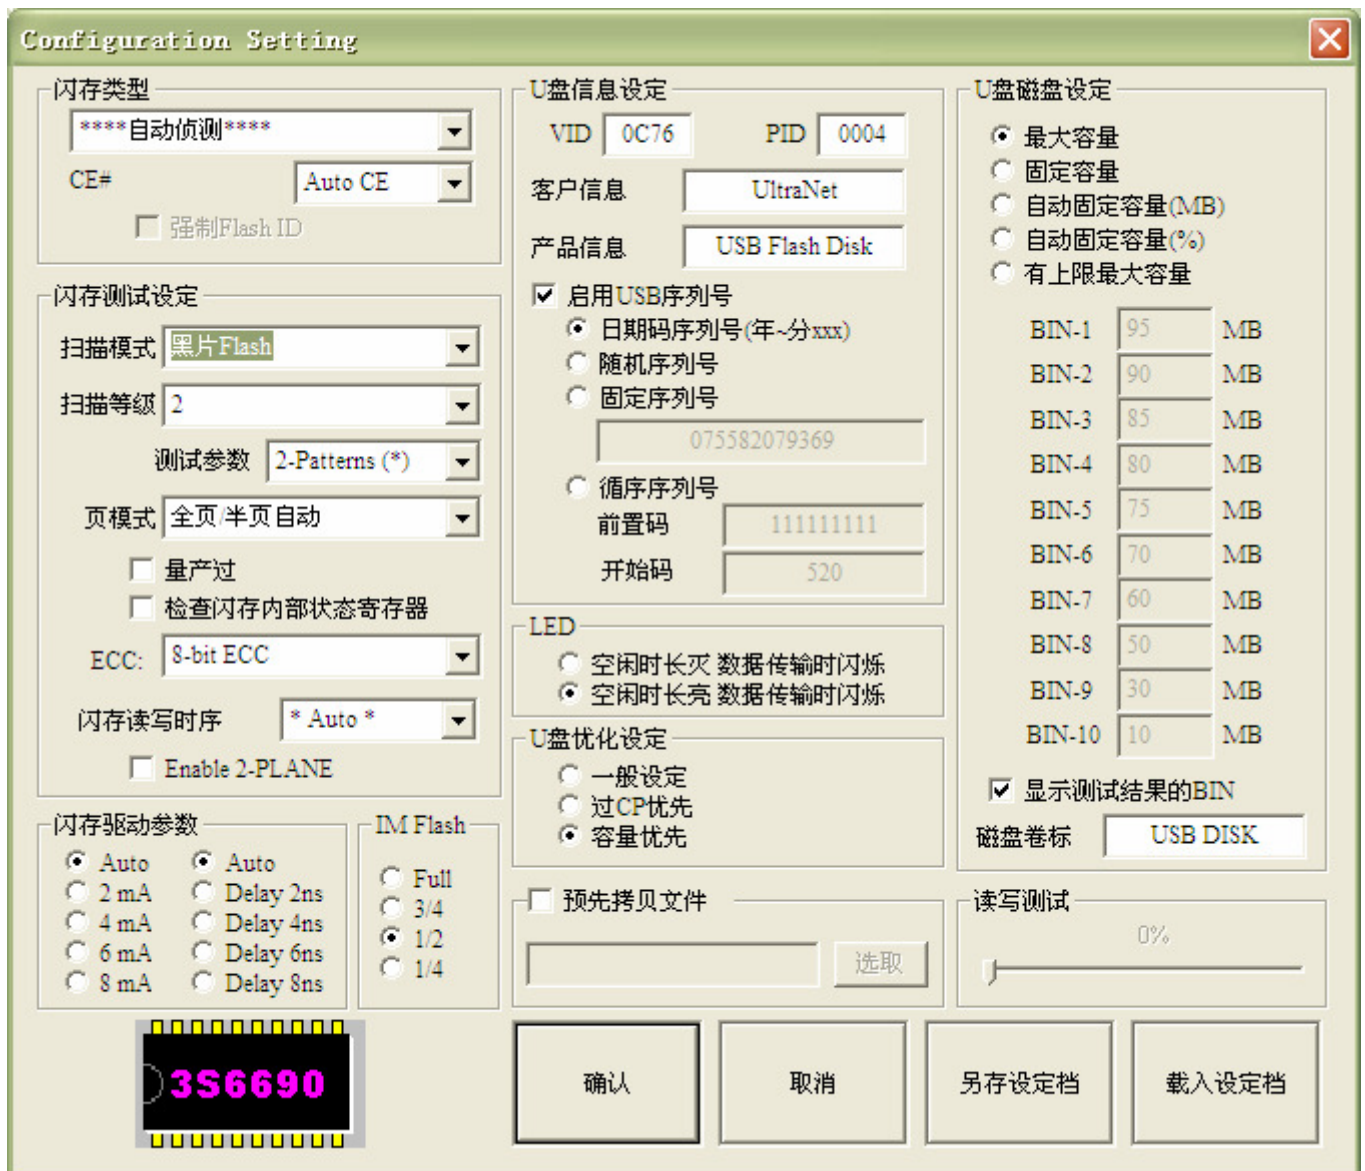 Configuration Setting
闪存类型
****自动侦测****
CE#
Auto CE
强制Flash ID
闪存测试设定
扫描模式
黑片Flash
扫描等级
2
测试参数
2-Patterns (*)
页模式
全页/半页自动
量产过
检查闪存内部状态寄存器
ECC:
8-bit ECC
闪存读写时序
* Auto *
Enable 2-PLANE
闪存驱动参数
Auto
2 mA
4 mA
6 mA
8 mA
Auto
Delay 2ns
Delay 4ns
Delay 6ns
Delay 8ns
IM Flash
Full
3/4
1/2
1/4
3S6690
U盘信息设定
VID
0C76
PID
0004
客户信息
UltraNet
产品信息
USB Flash Disk
启用USB序列号
日期码序列号(年~分xxx)
随机序列号
固定序列号
075582079369
循序序列号
前置码
111111111
开始码
520
LED
空闲时长灭 数据传输时闪烁
空闲时长亮 数据传输时闪烁
U盘优化设定
一般设定
过CP优先
容量优先
预先拷贝文件
选取
U盘磁盘设定
最大容量
固定容量
自动固定容量(MB)
自动固定容量(%)
有上限最大容量
BIN-1 95 MB
BIN-2 90 MB
BIN-3 85 MB
BIN-4 80 MB
BIN-5 75 MB
BIN-6 70 MB
BIN-7 60 MB
BIN-8 50 MB
BIN-9 30 MB
BIN-10 10 MB
显示测试结果的BIN
磁盘卷标
USB DISK
读写测试
0%
确认
取消
另存设定档
载入设定档